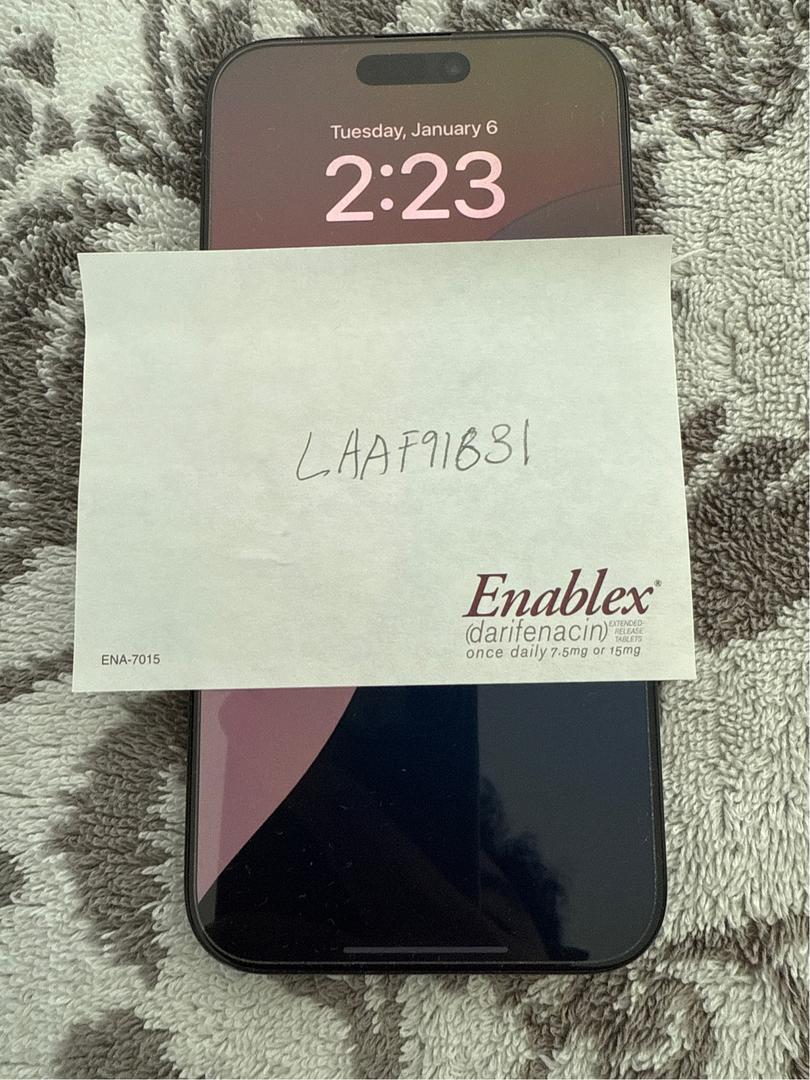 Tuesday, January 6
2:23
LAAF91B31
Enablex®
(darifenacin) EXTENDED-
RELEASE
TABLETS
once daily 7.5mg or 15mg
ENA-7015